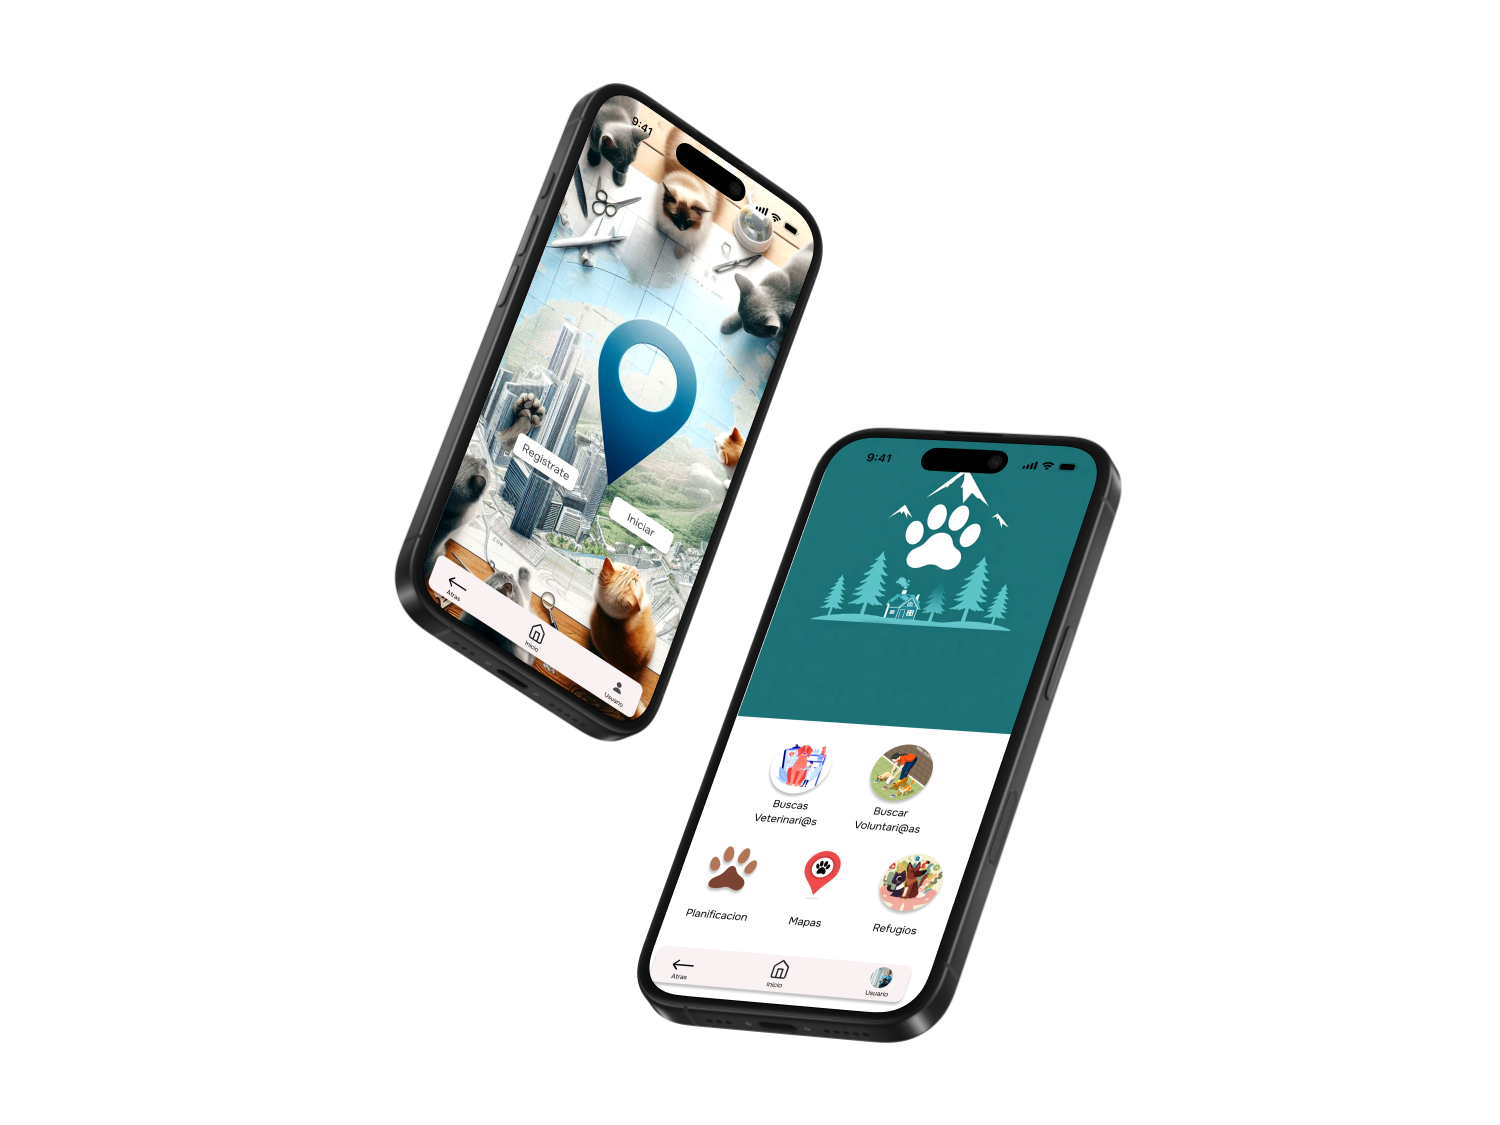 9:41
Registrate
Iniciar
Atras
Inicio
Usuario
9:41
Buscas
Veterinari@s
Buscar
Voluntari@as
Planificacion
Mapas
Refugios
Atras
Inicio
Usuario